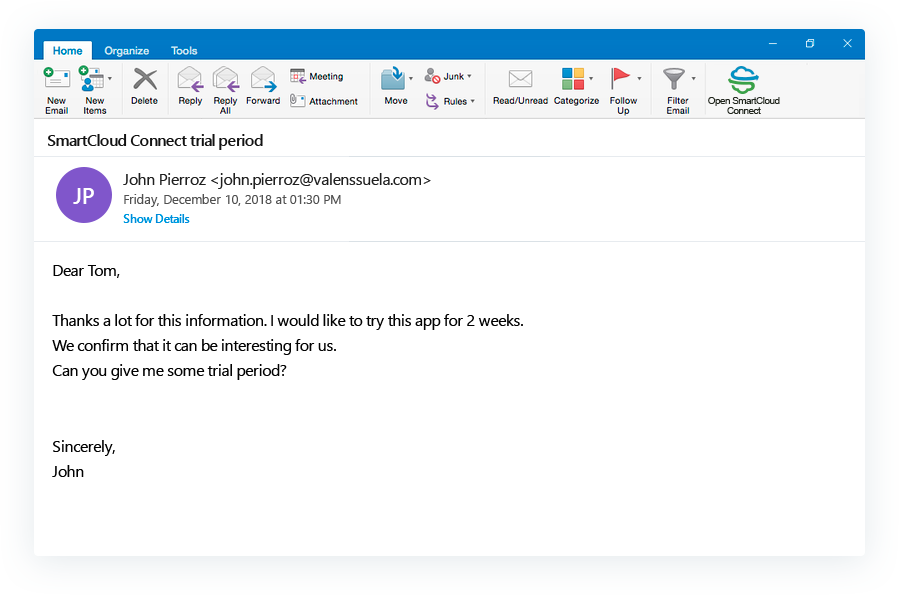 Home Organize Tools
New Email
New Items
Delete
Reply
Reply All
Forward
Meeting
Attachment
Move
Junk
Rules
Read/Unread
Categorize
Follow Up
Filter Email
Open SmartCloud Connect
SmartCloud Connect trial period
JP
John Pierroz <john.pierroz@valenssuela.com>
Friday, December 10, 2018 at 01:30 PM
Show Details
Dear Tom,
Thanks a lot for this information. I would like to try this app for 2 weeks.
We confirm that it can be interesting for us.
Can you give me some trial period?
Sincerely,
John